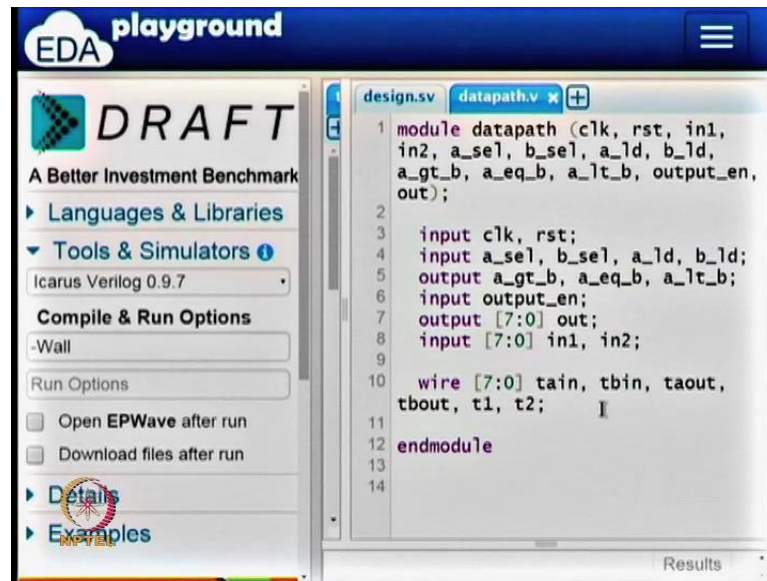 EDA playground
DRAFT
A Better Investment Benchmark
Languages & Libraries
Tools & Simulators
Icarus Verilog 0.9.7
Compile & Run Options
-Wall
Run Options
Open EPWave after run
Download files after run
Details
Examples
NPTEL
design.sv datapath.v x +
1 module datapath (clk, rst, in1,
in2, a_sel, b_sel, a_ld, b_ld,
a_gt_b, a_eq_b, a_lt_b, output_en,
out);
2
3 input clk, rst;
4 input a_sel, b_sel, a_ld, b_ld;
5 output a_gt_b, a_eq_b, a_lt_b;
6 input output_en;
7 output [7:0] out;
8 input [7:0] in1, in2;
9
10 wire [7:0] tain, tbin, taout,
tbout, t1, t2;
11
12 endmodule
13
14
Results